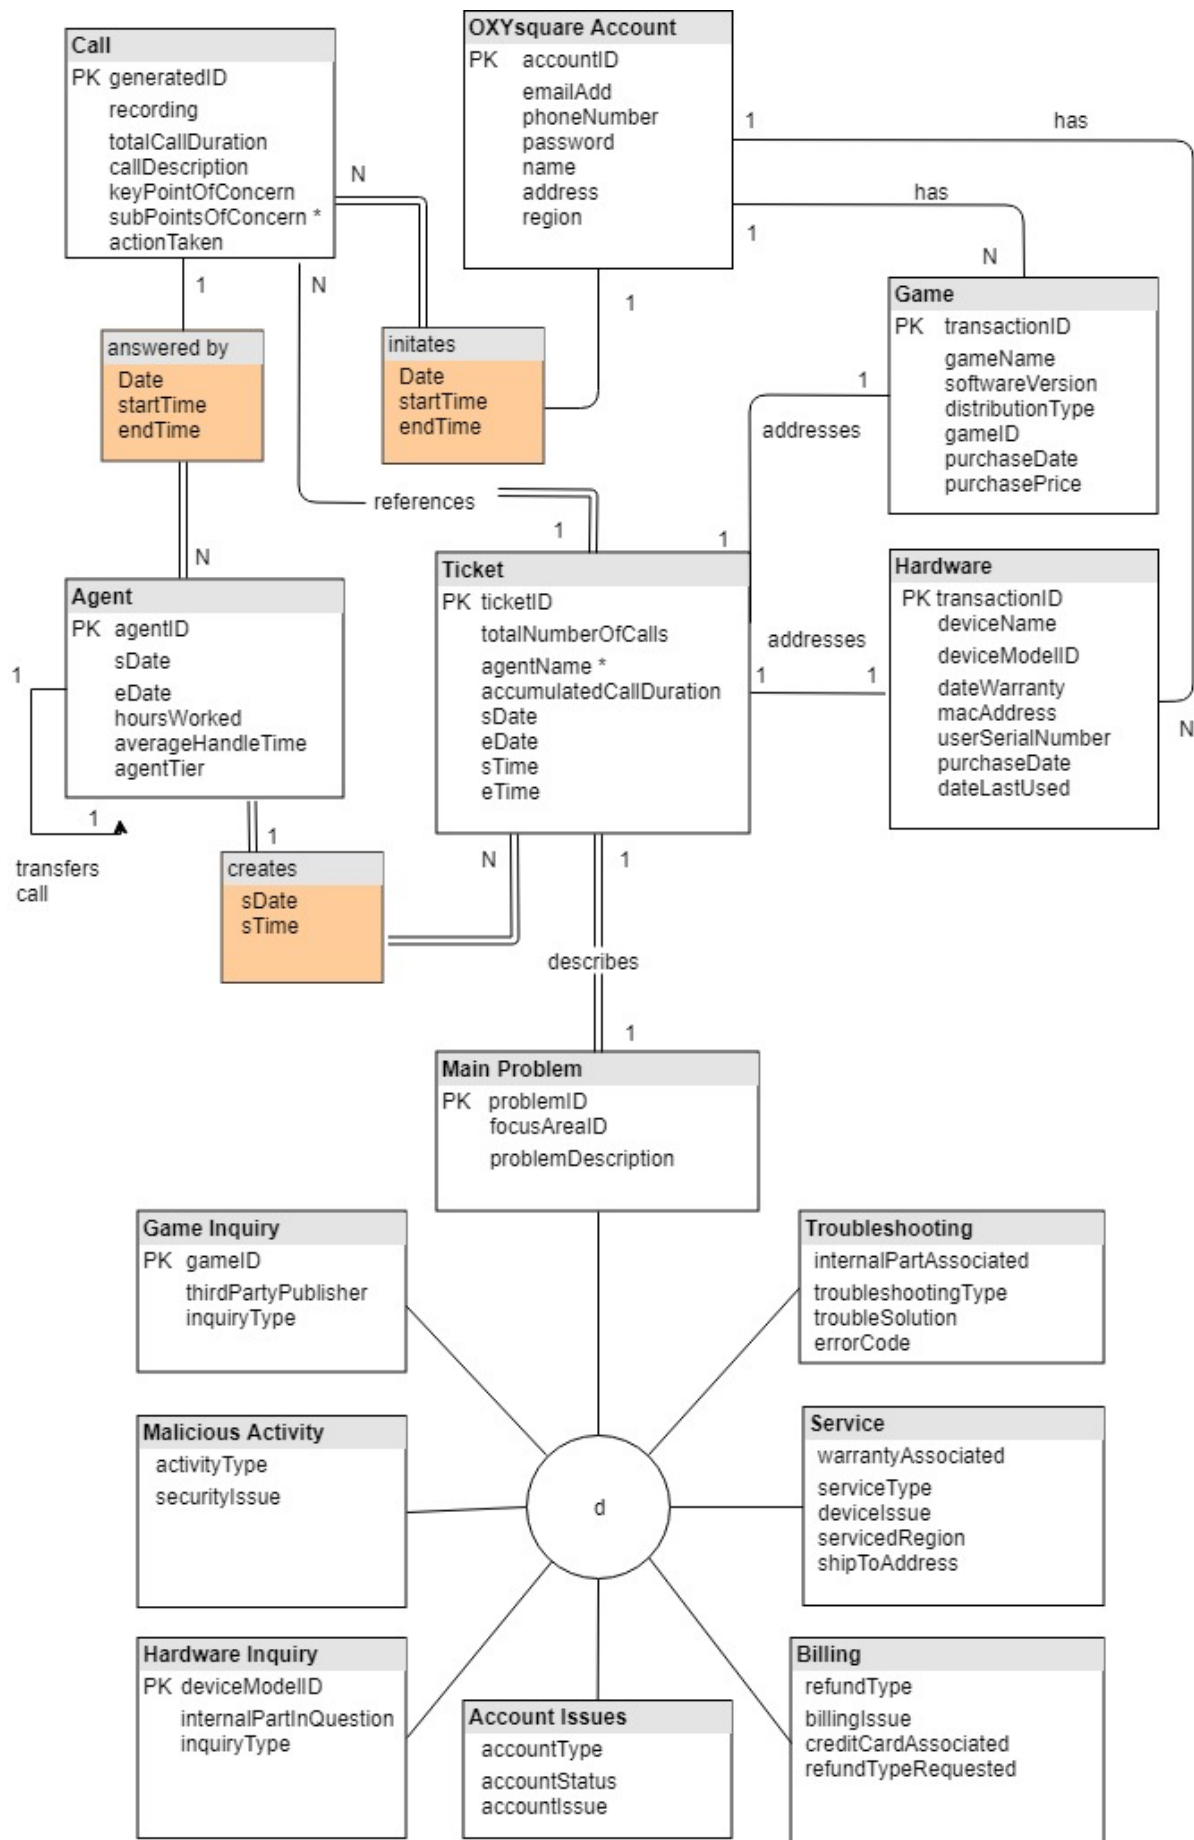 Call
PK generatedID
recording
totalCallDuration
callDescription
keyPointOfConcern
subPointsOfConcern *
actionTaken
OXYsquare Account
PK accountID
emailAdd
phoneNumber
password
name
address
region
1
has
has
1
N
N
1
N
1
answered by
Date
startTime
endTime
initates
Date
startTime
endTime
Game
PK transactionID
gameName
softwareVersion
distributionType
gameID
purchaseDate
purchasePrice
1
addresses
references
1
1
N
Agent
PK agentID
sDate
eDate
hoursWorked
averageHandleTime
agentTier
1
1
transfers
call
Ticket
PK ticketID
totalNumberOfCalls
agentName *
accumulatedCallDuration
sDate
eDate
sTime
eTime
addresses
1
1
Hardware
PK transactionID
deviceName
deviceModelID
dateWarranty
macAddress
userSerialNumber
purchaseDate
dateLastUsed
N
1
creates
sDate
sTime
N
1
describes
1
Main Problem
PK problemID
focusAreaID
problemDescription
Game Inquiry
PK gameID
thirdPartyPublisher
inquiryType
Troubleshooting
internalPartAssociated
troubleshootingType
troubleSolution
errorCode
Malicious Activity
activityType
securityIssue
d
Service
warrantyAssociated
serviceType
deviceIssue
servicedRegion
shipToAddress
Hardware Inquiry
PK deviceModelID
internalPartInQuestion
inquiryType
Account Issues
accountType
accountStatus
accountIssue
Billing
refundType
billingIssue
creditCardAssociated
refundTypeRequested